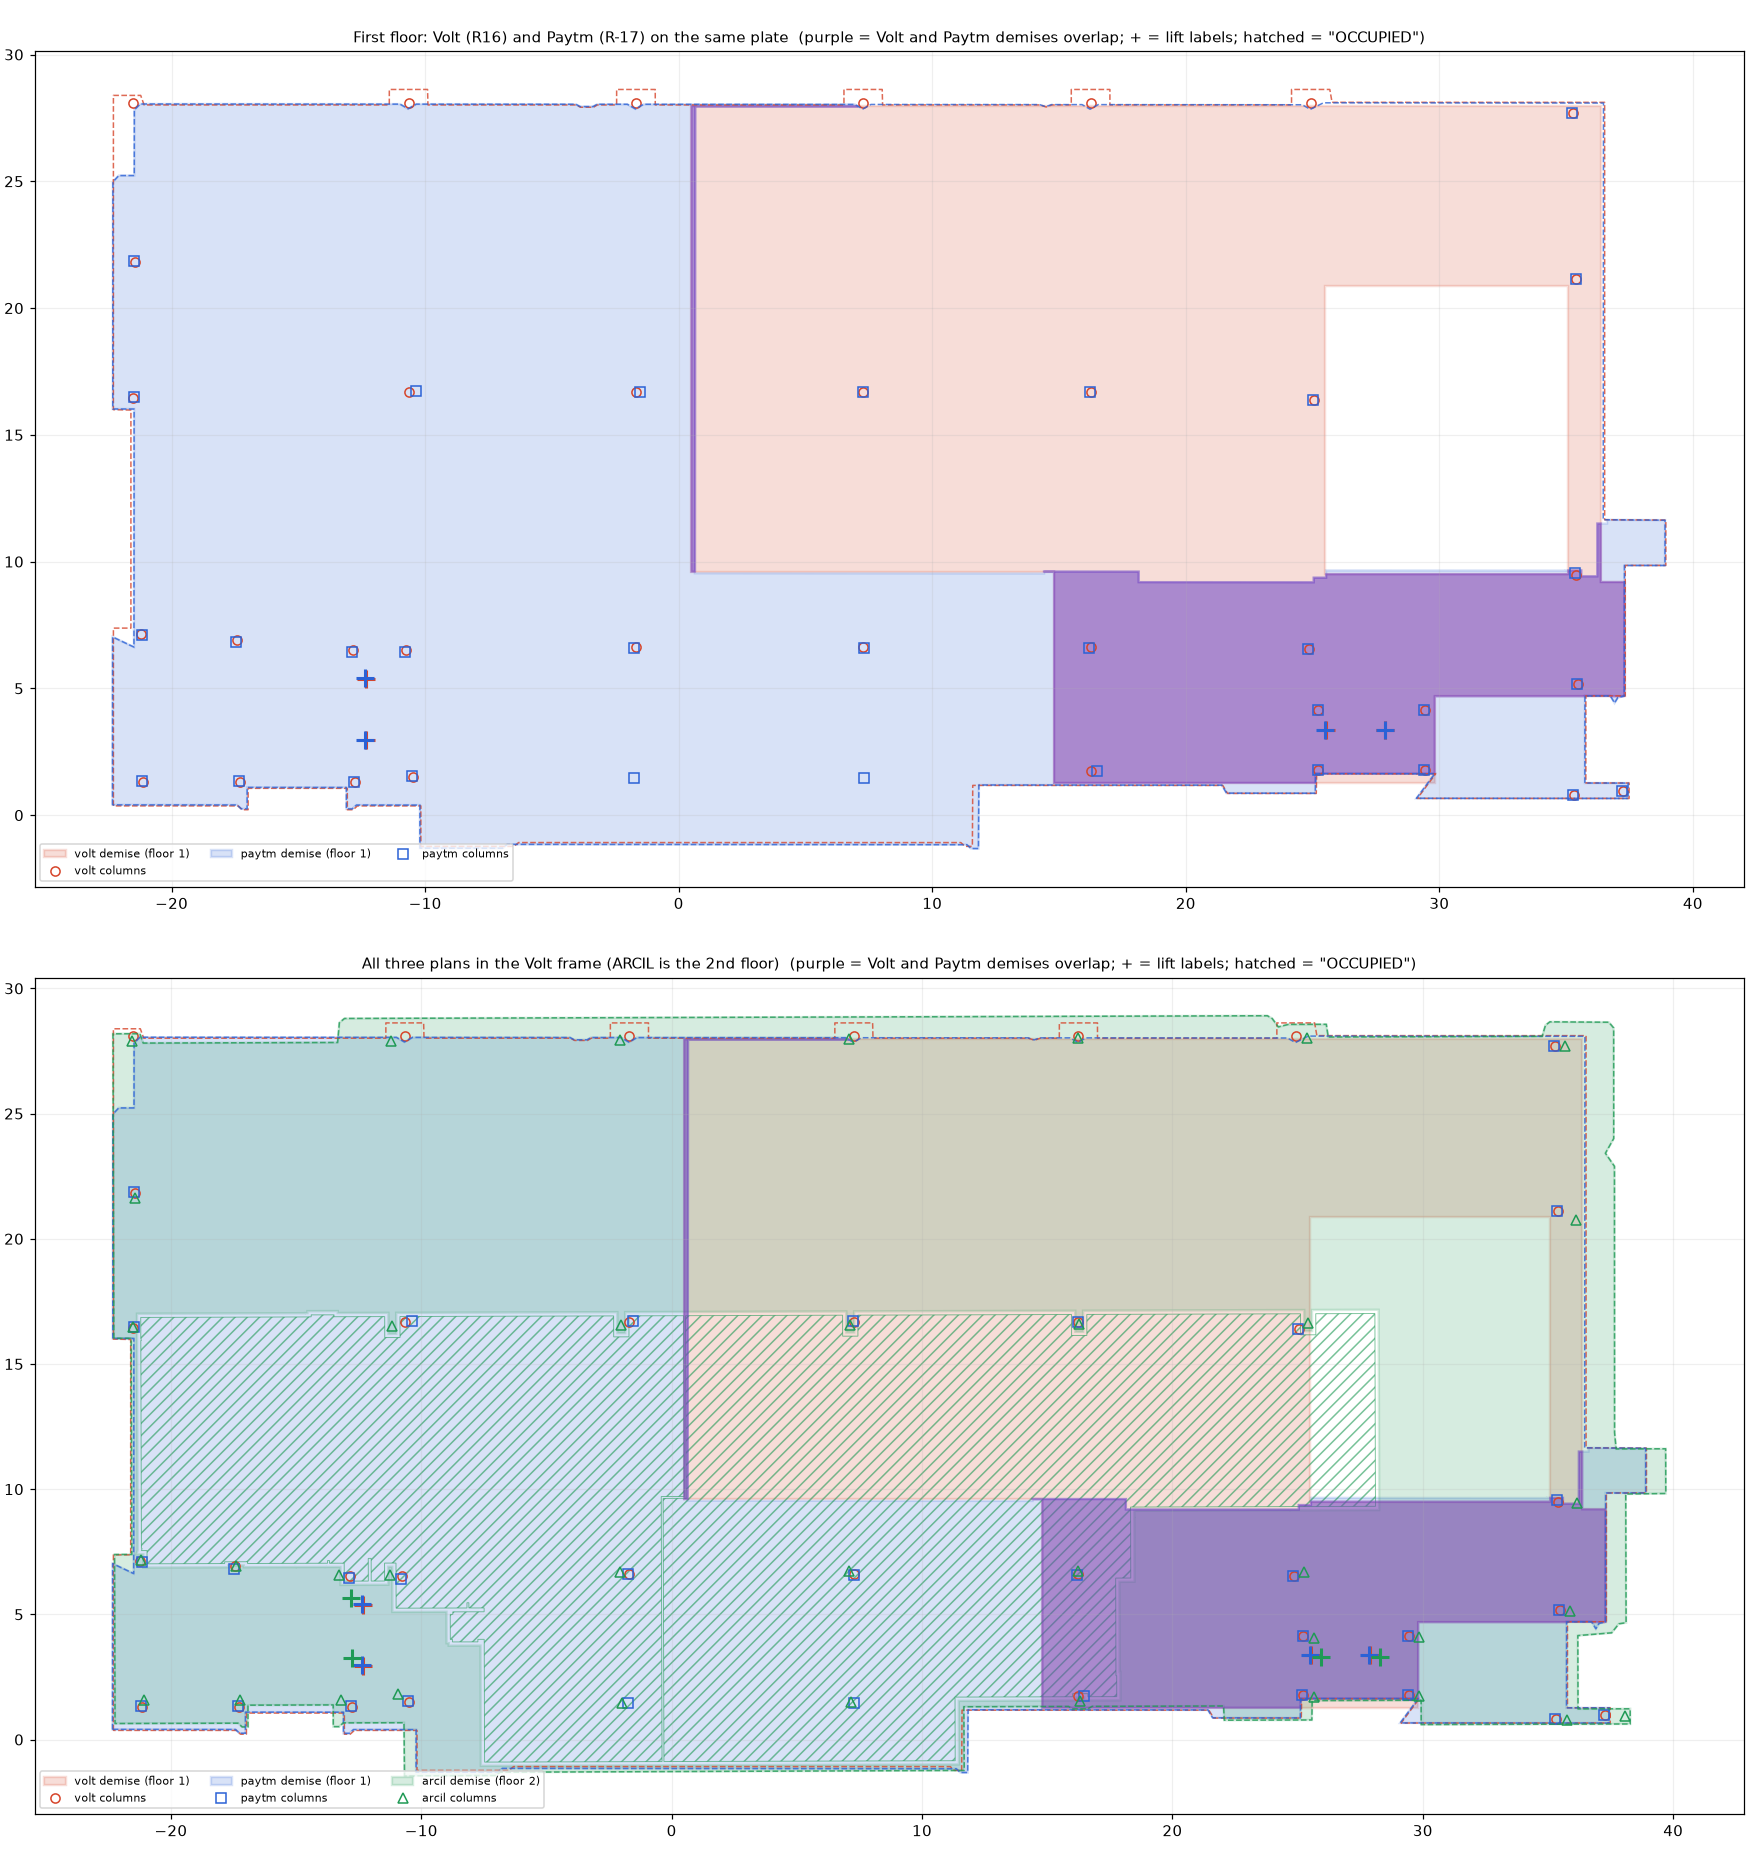 First floor: Volt (R16) and Paytm (R-17) on the same plate  (purple = Volt and Paytm demises overlap; + = lift labels; hatched = "OCCUPIED")
30
25
20
15
10
5
0
volt demise (floor 1) paytm demise (floor 1) paytm columns
volt columns
−20 −10 0 10 20 30 40
All three plans in the Volt frame (ARCIL is the 2nd floor)  (purple = Volt and Paytm demises overlap; + = lift labels; hatched = "OCCUPIED")
30
25
20
15
10
5
0
volt demise (floor 1) paytm demise (floor 1) arcil demise (floor 2)
volt columns paytm columns arcil columns
−20 −10 0 10 20 30 40